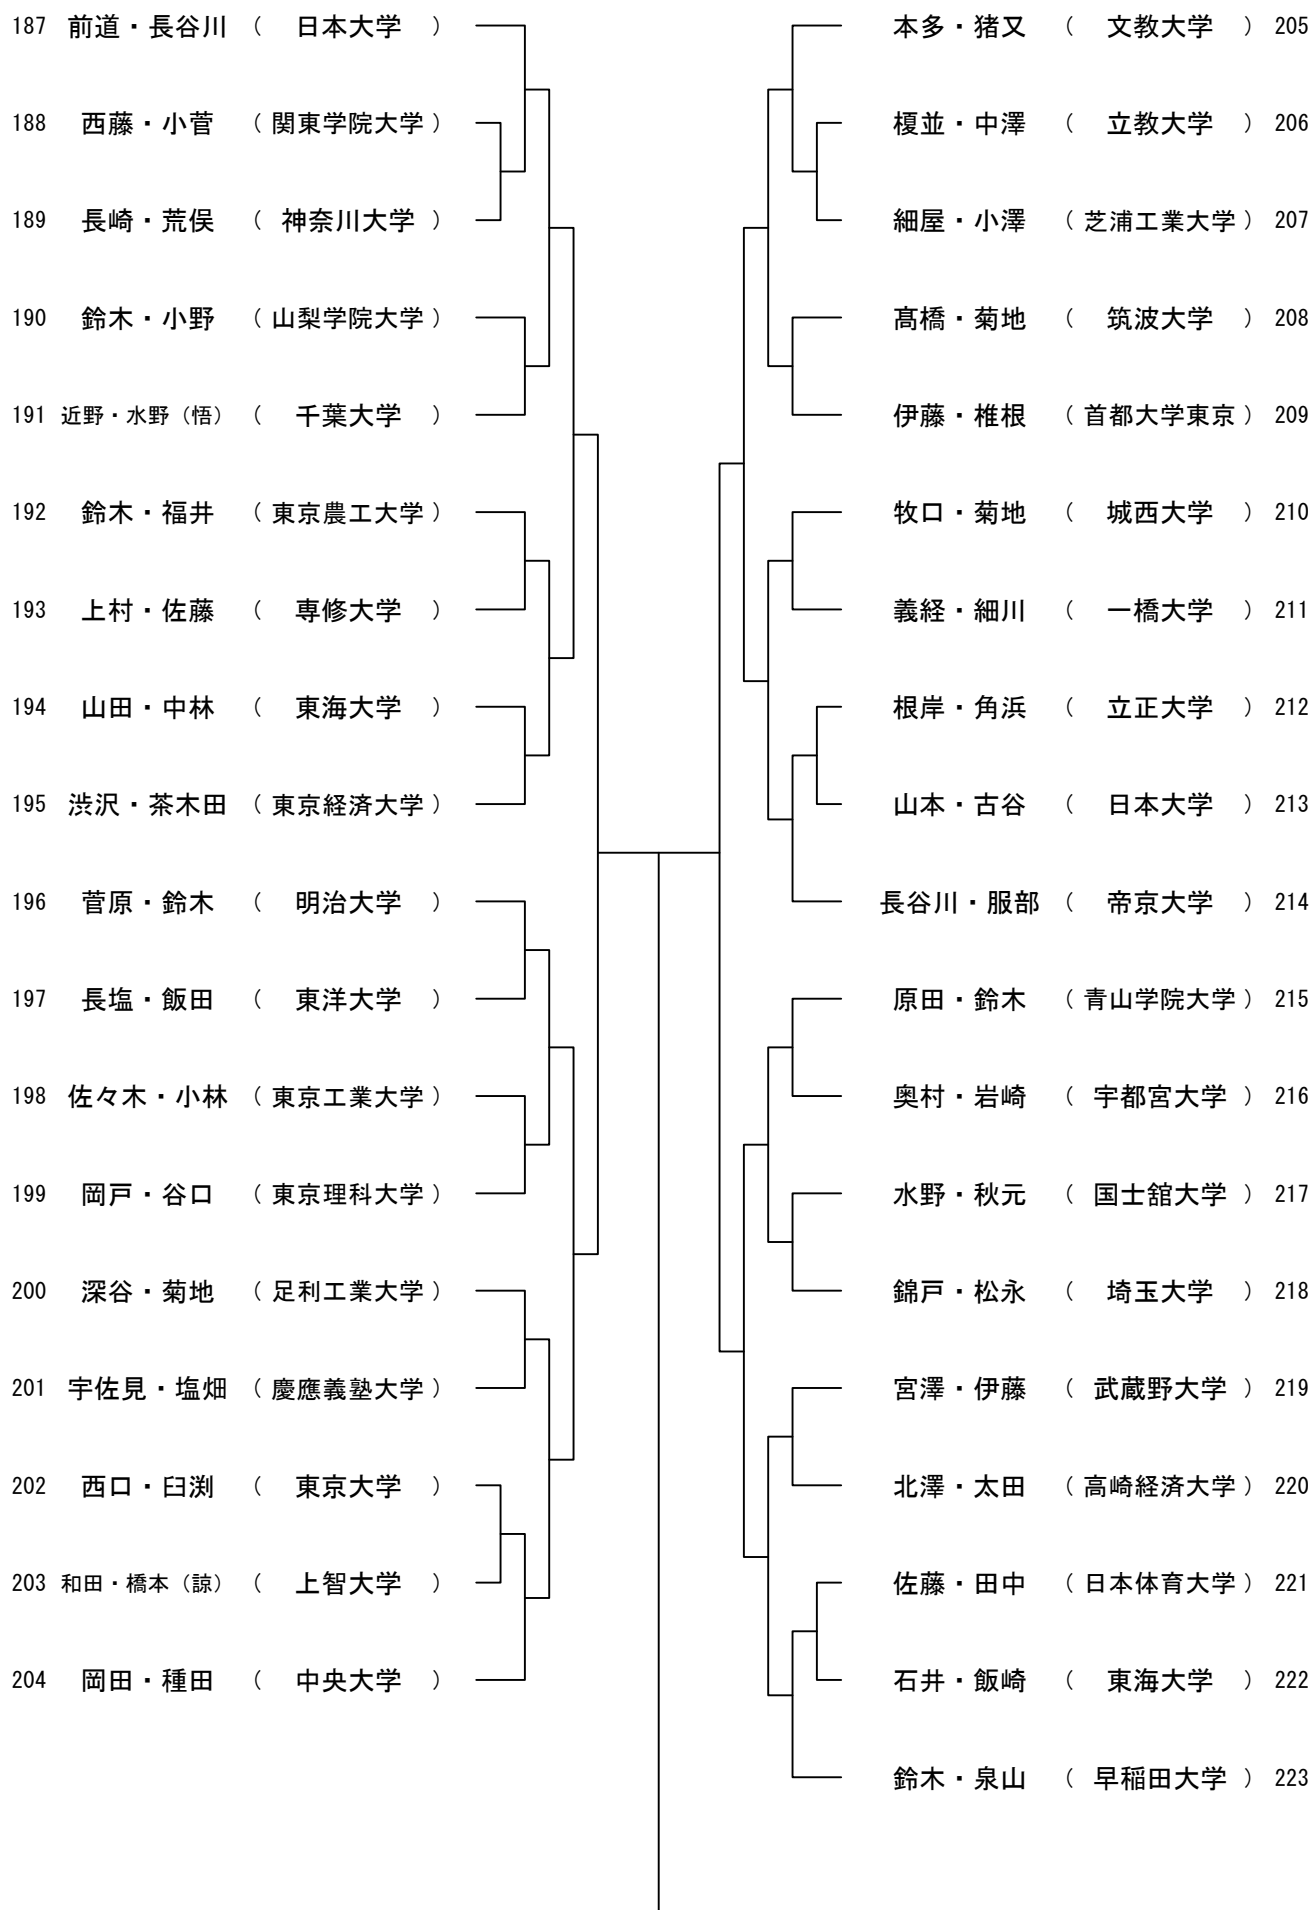 187 前道・長谷川 （ 日本大学 ）
188 西藤・小菅 （ 関東学院大学 ）
189 長崎・荒俣 （ 神奈川大学 ）
190 鈴木・小野 （ 山梨学院大学 ）
191 近野・水野（悟） （ 千葉大学 ）
192 鈴木・福井 （ 東京農工大学 ）
193 上村・佐藤 （ 専修大学 ）
194 山田・中林 （ 東海大学 ）
195 渋沢・茶木田 （ 東京経済大学 ）
196 菅原・鈴木 （ 明治大学 ）
197 長塩・飯田 （ 東洋大学 ）
198 佐々木・小林 （ 東京工業大学 ）
199 岡戸・谷口 （ 東京理科大学 ）
200 深谷・菊地 （ 足利工業大学 ）
201 宇佐見・塩畑 （ 慶應義塾大学 ）
202 西口・臼渕 （ 東京大学 ）
203 和田・橋本（諒） （ 上智大学 ）
204 岡田・種田 （ 中央大学 ）
本多・猪又 （ 文教大学 ） 205
榎並・中澤 （ 立教大学 ） 206
細屋・小澤 （ 芝浦工業大学 ） 207
髙橋・菊地 （ 筑波大学 ） 208
伊藤・椎根 （ 首都大学東京 ） 209
牧口・菊地 （ 城西大学 ） 210
義経・細川 （ 一橋大学 ） 211
根岸・角浜 （ 立正大学 ） 212
山本・古谷 （ 日本大学 ） 213
長谷川・服部 （ 帝京大学 ） 214
原田・鈴木 （ 青山学院大学 ） 215
奥村・岩崎 （ 宇都宮大学 ） 216
水野・秋元 （ 国士舘大学 ） 217
錦戸・松永 （ 埼玉大学 ） 218
宮澤・伊藤 （ 武蔵野大学 ） 219
北澤・太田 （ 高崎経済大学 ） 220
佐藤・田中 （ 日本体育大学 ） 221
石井・飯崎 （ 東海大学 ） 222
鈴木・泉山 （ 早稲田大学 ） 223